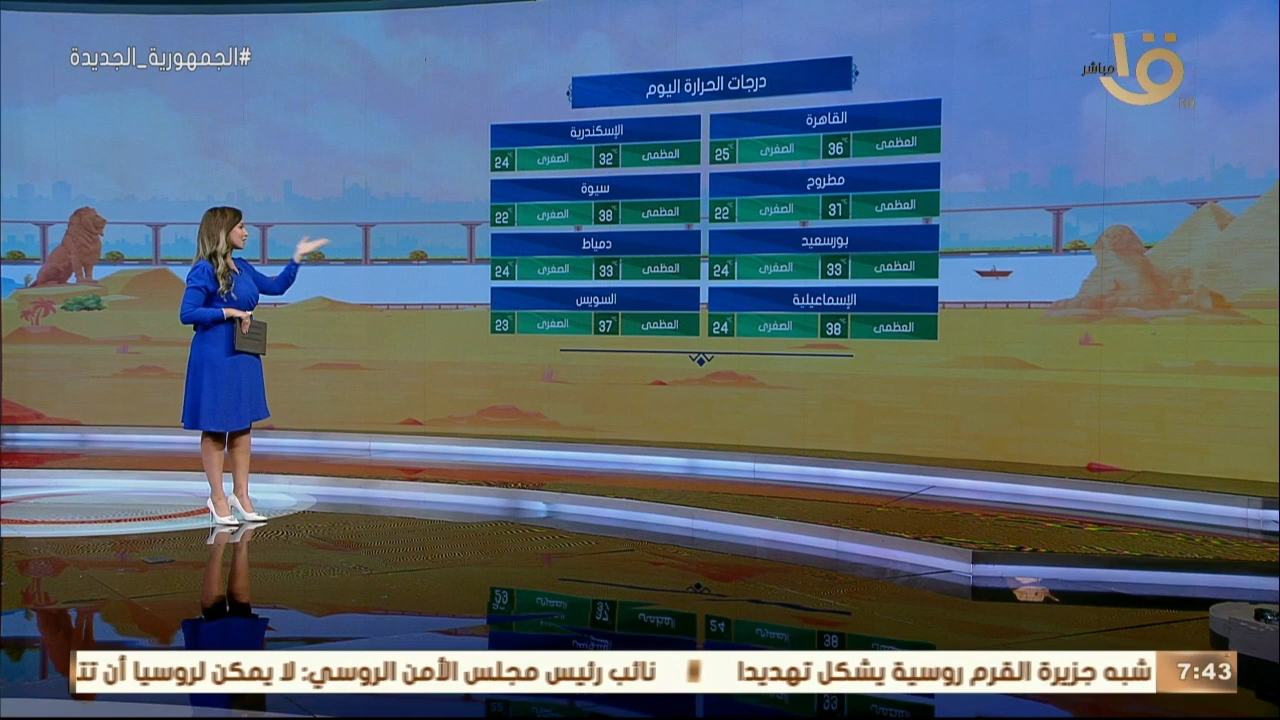 #الجمهورية_الجديدة
مباشر
درجات الحرارة اليوم
القاهرة
العظمى 36 الصغرى 25
الإسكندرية
العظمى 32 الصغرى 24
مطروح
العظمى 31 الصغرى 22
سيوة
العظمى 38 الصغرى 22
بورسعيد
العظمى 33 الصغرى 24
دمياط
العظمى 33 الصغرى 24
الإسماعيلية
العظمى 38 الصغرى 24
السويس
العظمى 37 الصغرى 23
7:43 شبه جزيرة القرم روسية يشكل تهديدا نائب رئيس مجلس الأمن الروسي: لا يمكن لروسيا أن